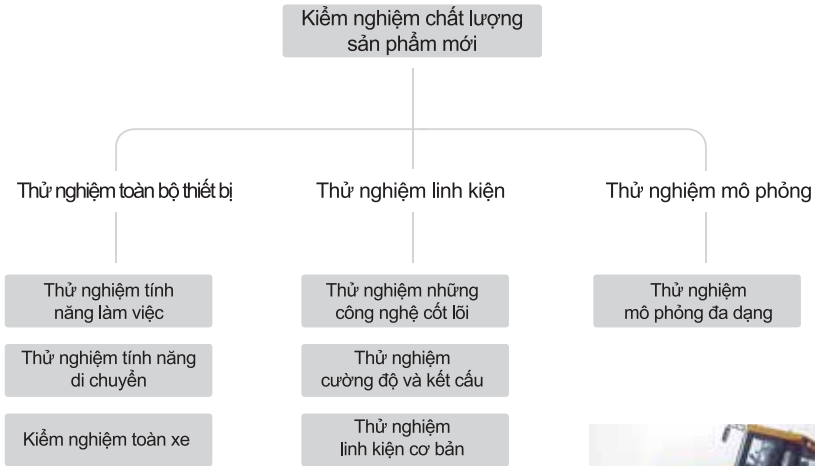 Kiểm nghiệm chất lượng
sản phẩm mới
Thử nghiệm toàn bộ thiết bị
Thử nghiệm linh kiện
Thử nghiệm mô phỏng
Thử nghiệm tính
năng làm việc
Thử nghiệm những
công nghệ cốt lõi
Thử nghiệm
mô phỏng đa dạng
Thử nghiệm tính năng
di chuyển
Thử nghiệm
cường độ và kết cấu
Kiểm nghiệm toàn xe
Thử nghiệm
linh kiện cơ bản